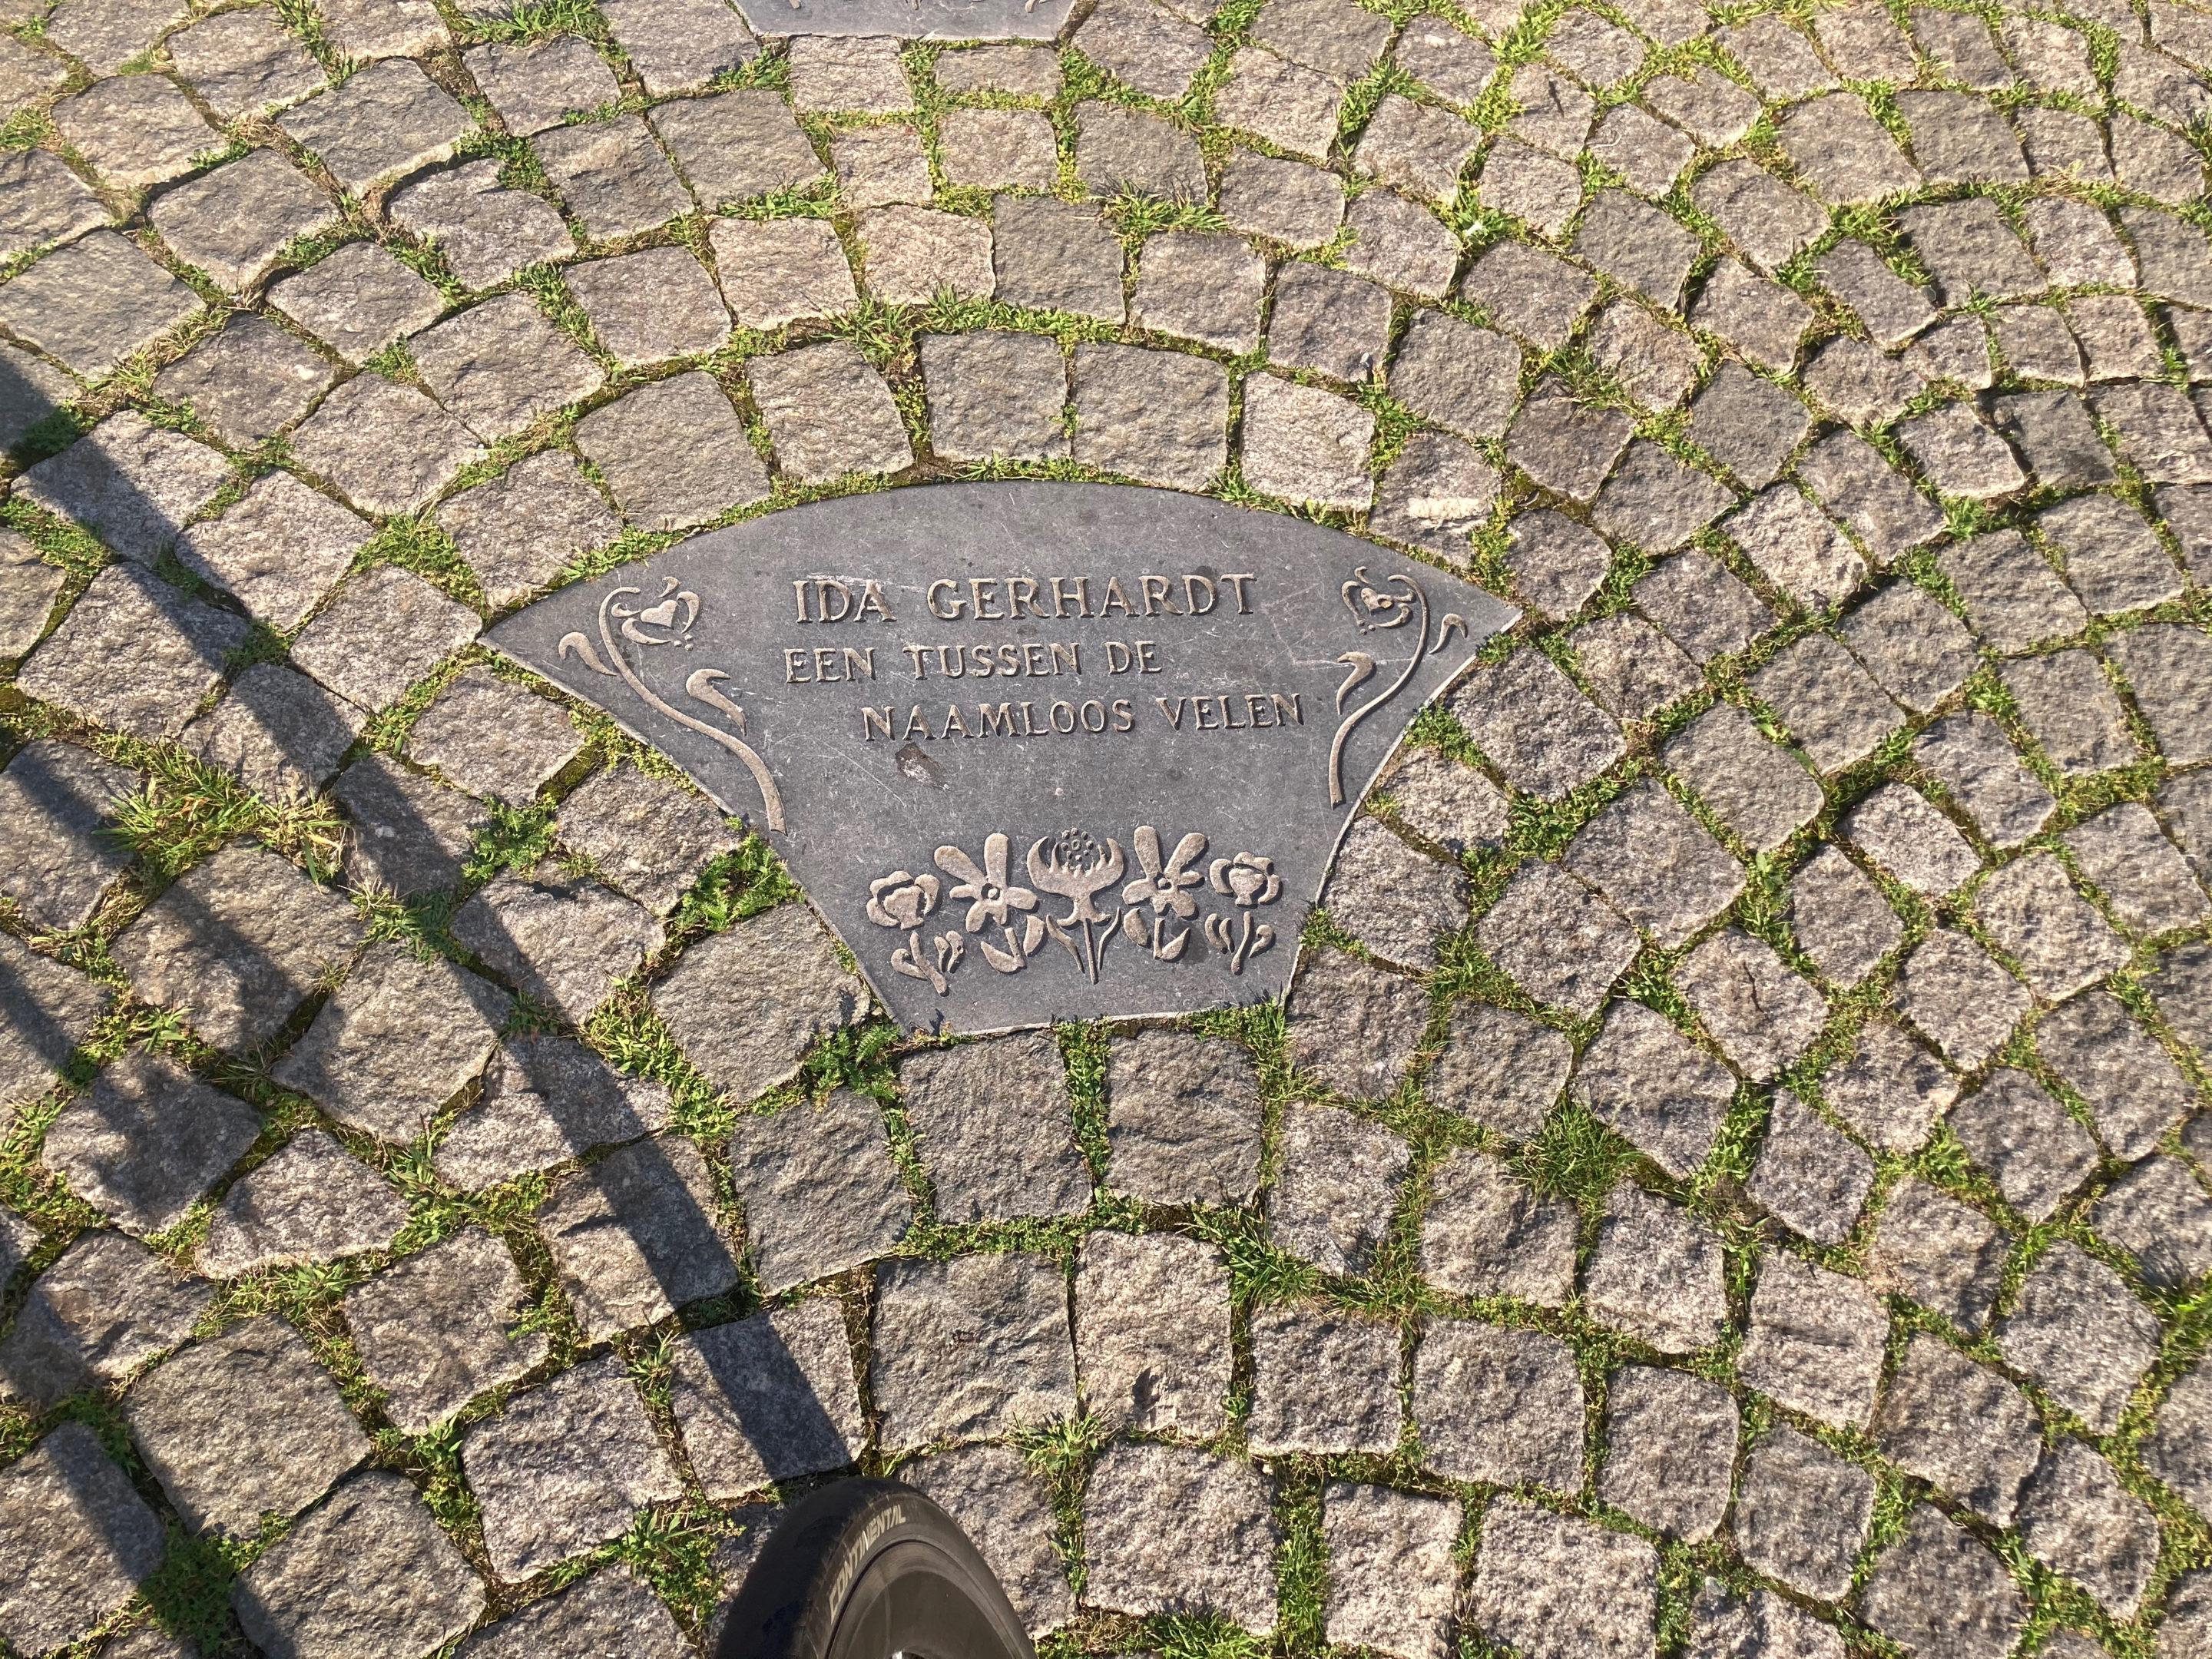 IDA GERHARDT
EEN TUSSEN DE
NAAMLOOS VELEN
CONTINENTAL